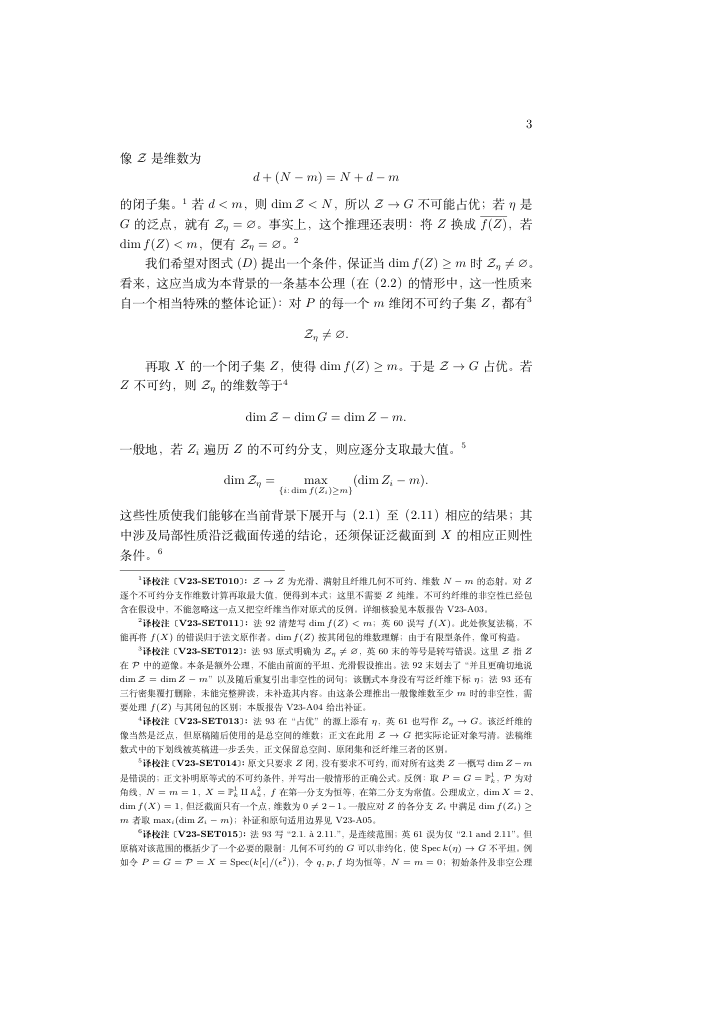 3
像 𝒵 是维数为
d + (N − m) = N + d − m
的闭子集。¹ 若 d < m，则 dim 𝒵 < N，所以 𝒵 → G 不可能占优；若 η 是
G 的泛点，就有 𝒵_η = ∅。事实上，这个推理还表明：将 Z 换成 \overline{f(Z)}，若
dim f(Z) < m，便有 𝒵_η = ∅。²
我们希望对图式 (D) 提出一个条件，保证当 dim f(Z) ≥ m 时 𝒵_η ≠ ∅。
看来，这应当成为本背景的一条基本公理（在（2.2）的情形中，这一性质来
自一个相当特殊的整体论证）：对 P 的每一个 m 维闭不可约子集 Z，都有³
𝒵_η ≠ ∅.
再取 X 的一个闭子集 Z，使得 dim f(Z) ≥ m。于是 𝒵 → G 占优。若
Z 不可约，则 𝒵_η 的维数等于⁴
dim 𝒵 − dim G = dim Z − m.
一般地，若 Z_i 遍历 Z 的不可约分支，则应逐分支取最大值。⁵
dim 𝒵_η = max_{{i: dim f(Z_i)≥m}} (dim Z_i − m).
这些性质使我们能够在当前背景下展开与（2.1）至（2.11）相应的结果；其
中涉及局部性质沿泛截面传递的结论，还须保证泛截面到 X 的相应正则性
条件。⁶
¹译校注〔V23-SET010〕：𝒵 → Z 为光滑、满射且纤维几何不可约、维数 N − m 的态射。对 Z
逐个不可约分支作维数计算再取最大值，便得到本式；这里不需要 Z 纯维。不可约纤维的非空性已经包
含在假设中，不能忽略这一点又把空纤维当作对原式的反例。详细核验见本版报告 V23-A03。
²译校注〔V23-SET011〕：法 92 清楚写 dim f(Z) < m；英 60 误写 f(X)。此处恢复法稿，不
能再将 f(X) 的错误归于法文原作者。dim f(Z) 按其闭包的维数理解；由于有限型条件，像可构造。
³译校注〔V23-SET012〕：法 93 原式明确为 Z_η ≠ ∅，英 60 末的等号是转写错误。这里 𝒵 指 Z
在 𝒫 中的逆像。本条是额外公理，不能由前面的平坦、光滑假设推出。法 92 末划去了“并且更确切地说
dim 𝒵 = dim Z − m”以及随后重复引出非空性的词句；该删式本身没有写泛纤维下标 η；法 93 还有
三行密集覆打删除，未能完整辨读，未补造其内容。由这条公理推出一般像维数至少 m 时的非空性，需
要处理 f(Z) 与其闭包的区别；本报告 V23-A04 给出补证。
⁴译校注〔V23-SET013〕：法 93 在“占优”的源上添有 η，英 61 也写作 Z_η → G。该泛纤维的
像当然是泛点，但原稿随后使用的是总空间的维数；正文在此用 𝒵 → G 把实际论证对象写清。法稿维
数式中的下划线被英稿进一步丢失，正文保留总空间、原闭集和泛纤维三者的区别。
⁵译校注〔V23-SET014〕：原文只要求 Z 闭，没有要求不可约，而对所有这类 Z 一概写 dim Z − m
是错误的；正文补明原等式的不可约条件，并写出一般情形的正确公式。反例：取 P = G = ℙ¹_k，𝒫 为对
角线，N = m = 1，X = ℙ¹_k ⨿ 𝔸²_k，f 在第一分支为恒等，在第二分支为常值。公理成立，dim X = 2，
dim f(X) = 1，但泛截面只有一个点，维数为 0 ≠ 2 − 1。一般应对 Z 的各分支 Z_i 中满足 dim f(Z_i) ≥
m 者取 max_i(dim Z_i − m)；补证和原句适用边界见 V23-A05。
⁶译校注〔V23-SET015〕：法 93 写“2.1. à 2.11.”，是连续范围；英 61 误为仅“2.1 and 2.11”。但
原稿对该范围的概括少了一个必要的限制：几何不可约的 G 可以非约化，使 Spec k(η) → G 不平坦。例
如令 P = G = 𝒫 = X = Spec(k[ϵ]/(ϵ²))，令 q, p, f 均为恒等，N = m = 0；初始条件及非空公理